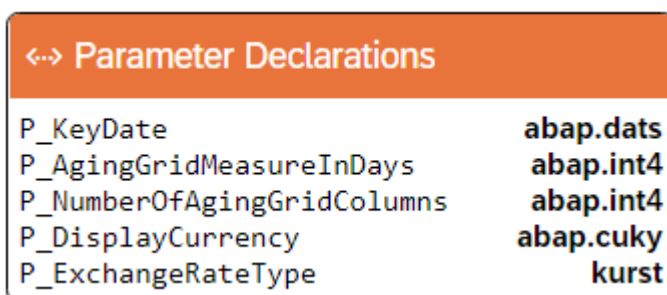 Parameter Declarations
P_KeyDate abap.dats
P_AgingGridMeasureInDays abap.int4
P_NumberOfAgingGridColumns abap.int4
P_DisplayCurrency abap.cuky
P_ExchangeRateType kurst